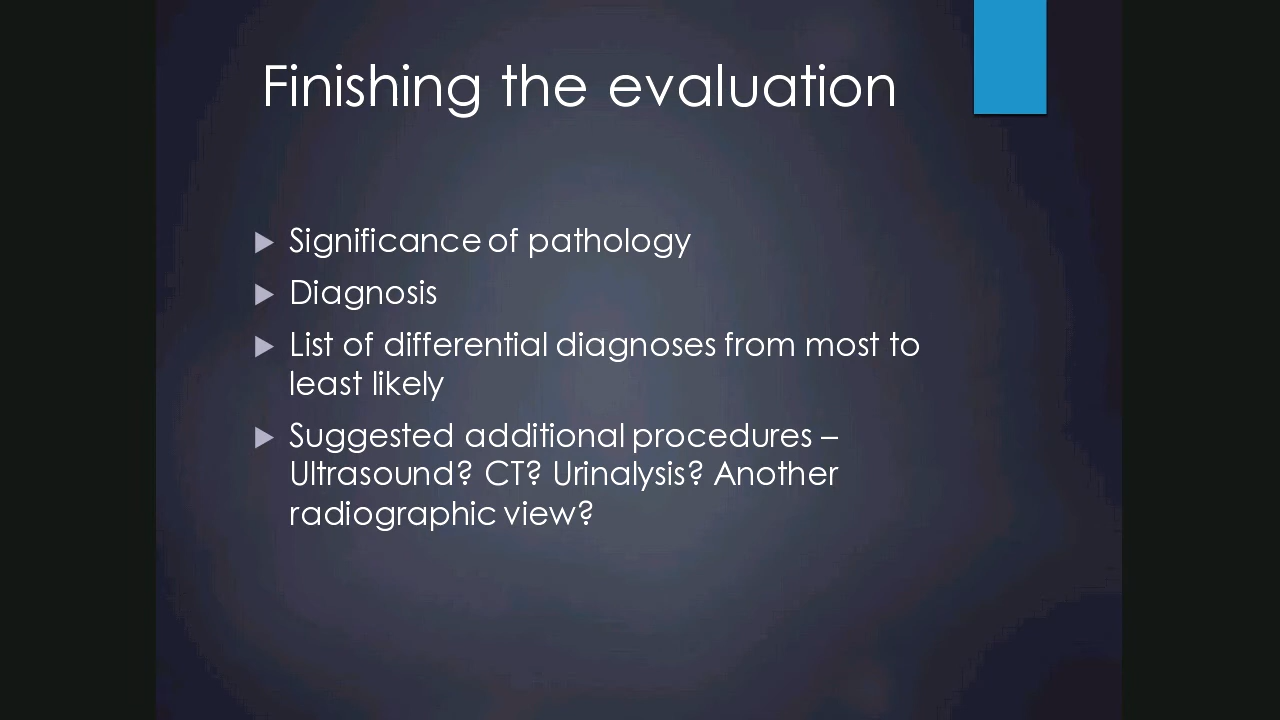 Finishing the evaluation
Significance of pathology
Diagnosis
List of differential diagnoses from most to
least likely
Suggested additional procedures –
Ultrasound? CT? Urinalysis? Another
radiographic view?